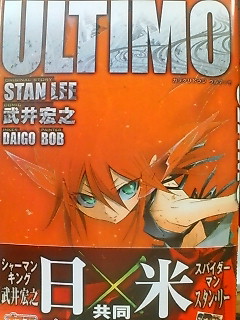 ULTIMO
STAN LEE
武井宏之
DAIGO BOB
シャーマン
キング
武井宏之
日×米
共同
スパイダー
マン
スタン・リー